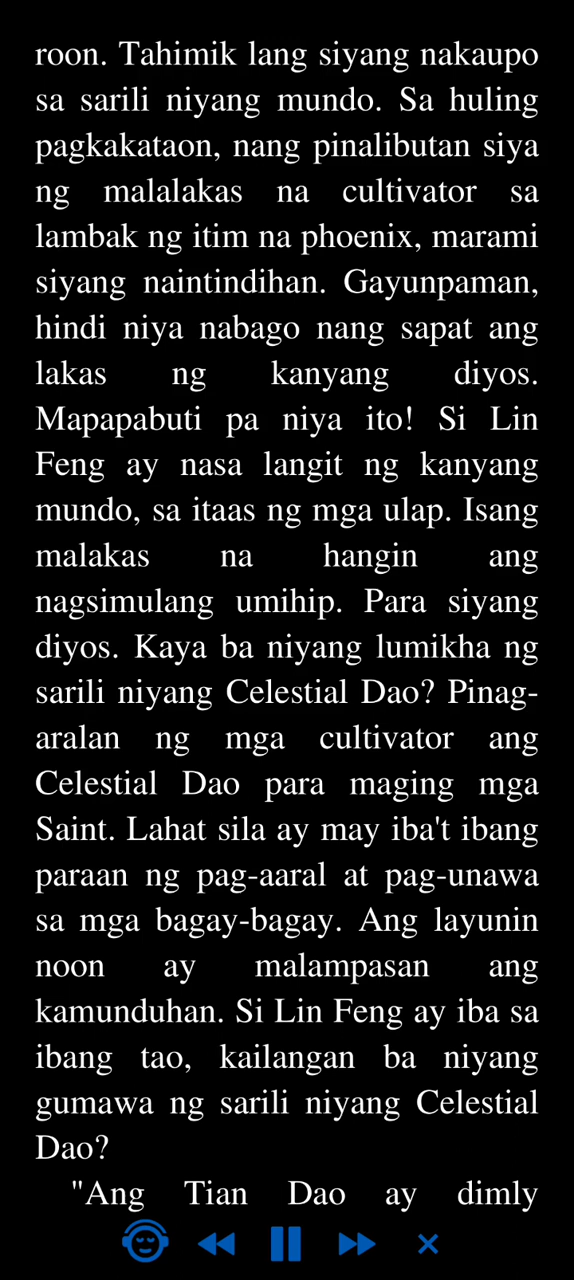 roon. Tahimik lang siyang nakaupo
sa sarili niyang mundo. Sa huling
pagkakataon, nang pinalibutan siya
ng malalakas na cultivator sa
lambak ng itim na phoenix, marami
siyang naintindihan. Gayunpaman,
hindi niya nabago nang sapat ang
lakas ng kanyang diyos.
Mapapabuti pa niya ito! Si Lin
Feng ay nasa langit ng kanyang
mundo, sa itaas ng mga ulap. Isang
malakas na hangin ang
nagsimulang umihip. Para siyang
diyos. Kaya ba niyang lumikha ng
sarili niyang Celestial Dao? Pinag-
aralan ng mga cultivator ang
Celestial Dao para maging mga
Saint. Lahat sila ay may iba't ibang
paraan ng pag-aaral at pag-unawa
sa mga bagay-bagay. Ang layunin
noon ay malampasan ang
kamunduhan. Si Lin Feng ay iba sa
ibang tao, kailangan ba niyang
gumawa ng sarili niyang Celestial
Dao?
"Ang Tian Dao ay dimly